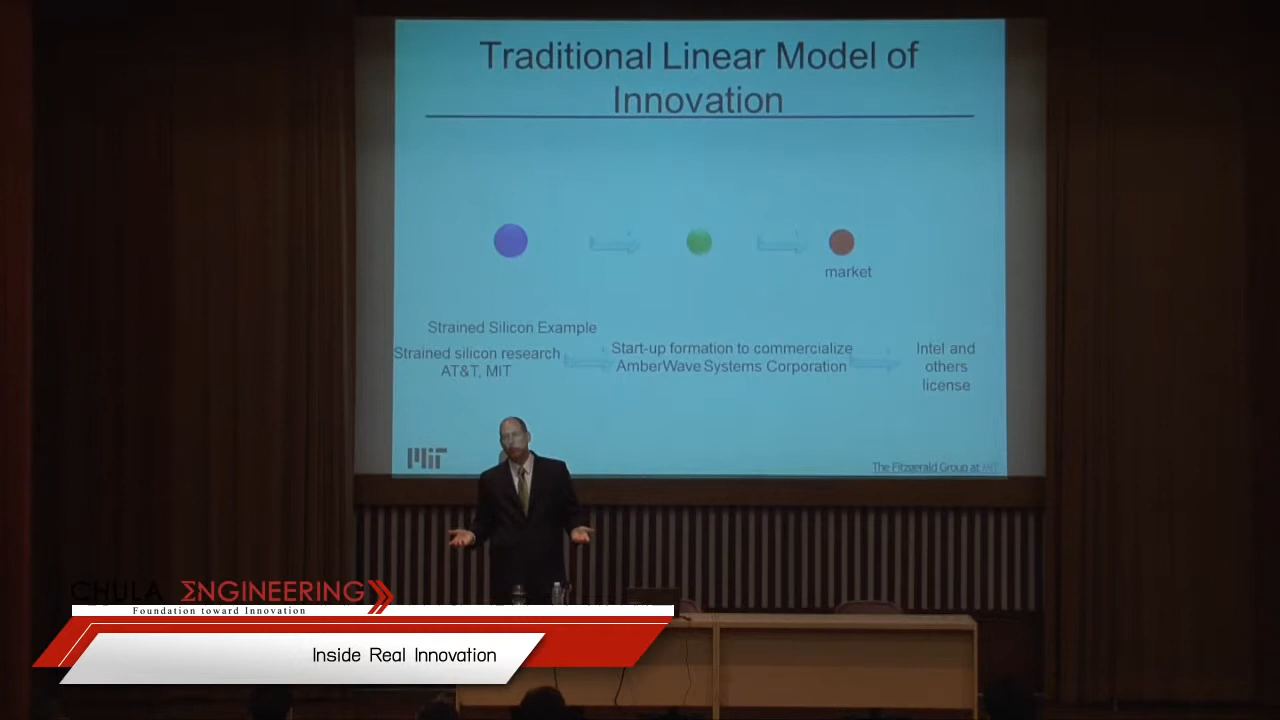 Traditional Linear Model of
Innovation
market
Strained Silicon Example
Strained silicon research
AT&T, MIT
Start-up formation to commercialize
AmberWave Systems Corporation
Intel and
others
license
MIT
The Fitzgerald Group at MIT
CHULA ΣNGINEERING
Foundation toward Innovation
Inside Real Innovation